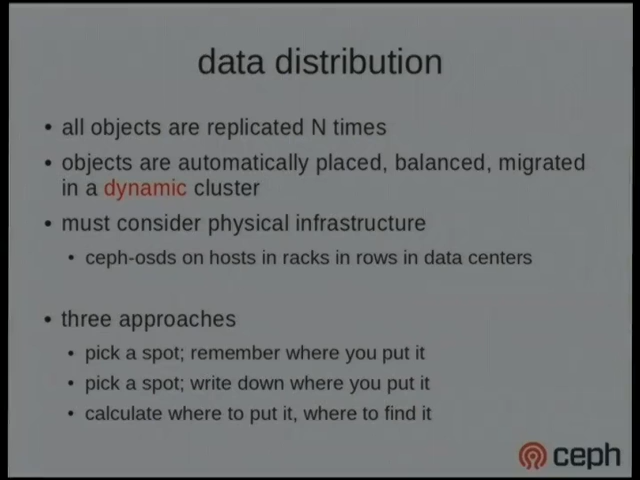 data distribution
• all objects are replicated N times
• objects are automatically placed, balanced, migrated
in a dynamic cluster
• must consider physical infrastructure
• ceph-osds on hosts in racks in rows in data centers
• three approaches
• pick a spot; remember where you put it
• pick a spot; write down where you put it
• calculate where to put it, where to find it
ceph